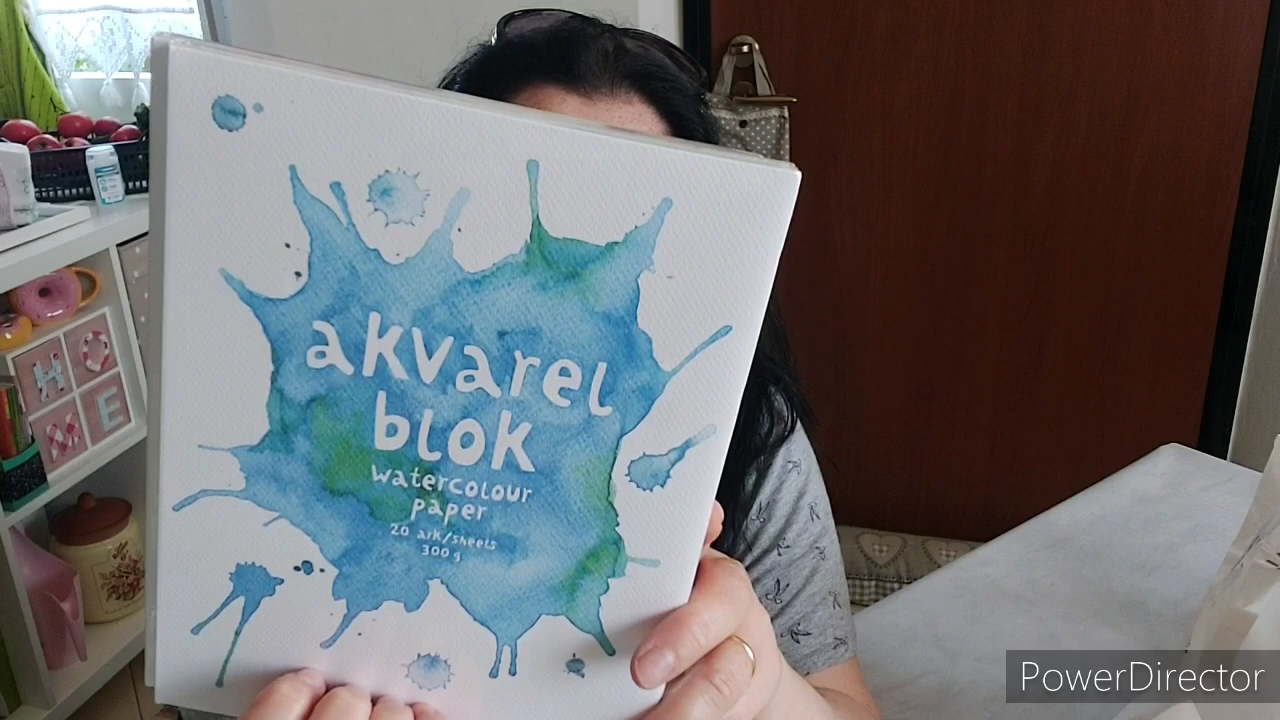 akvarel
blok
watercolour
paper
20 ark/sheets
300 g
H
M
E
PowerDirector